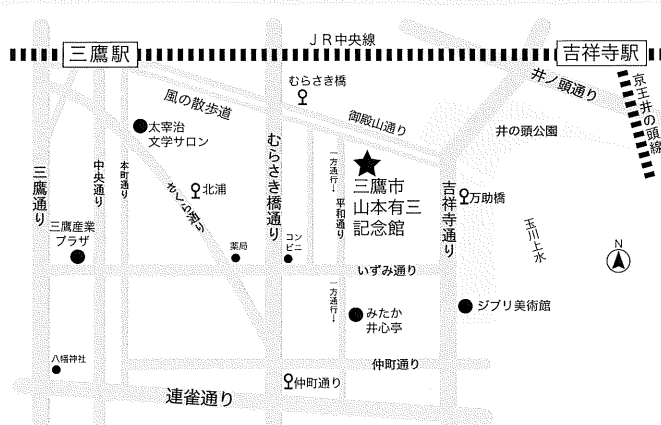 JR中央線
三鷹駅
吉祥寺駅
京王井の頭線
井ノ頭通り
むらさき橋
風の散歩道
御殿山通り
井の頭公園
太宰治
文学サロン
むらさき橋通り
一方通行→
三鷹市
山本有三
記念館
三鷹通り
中央通り
本町通り
北浦
さくら通り
平和通り
吉祥寺通り
万助橋
玉川上水
N
三鷹産業
プラザ
薬局
コン
ビニ
いずみ通り
一方通行→
みたか
井心亭
ジブリ美術館
八幡神社
仲町通り
仲町通り
連雀通り